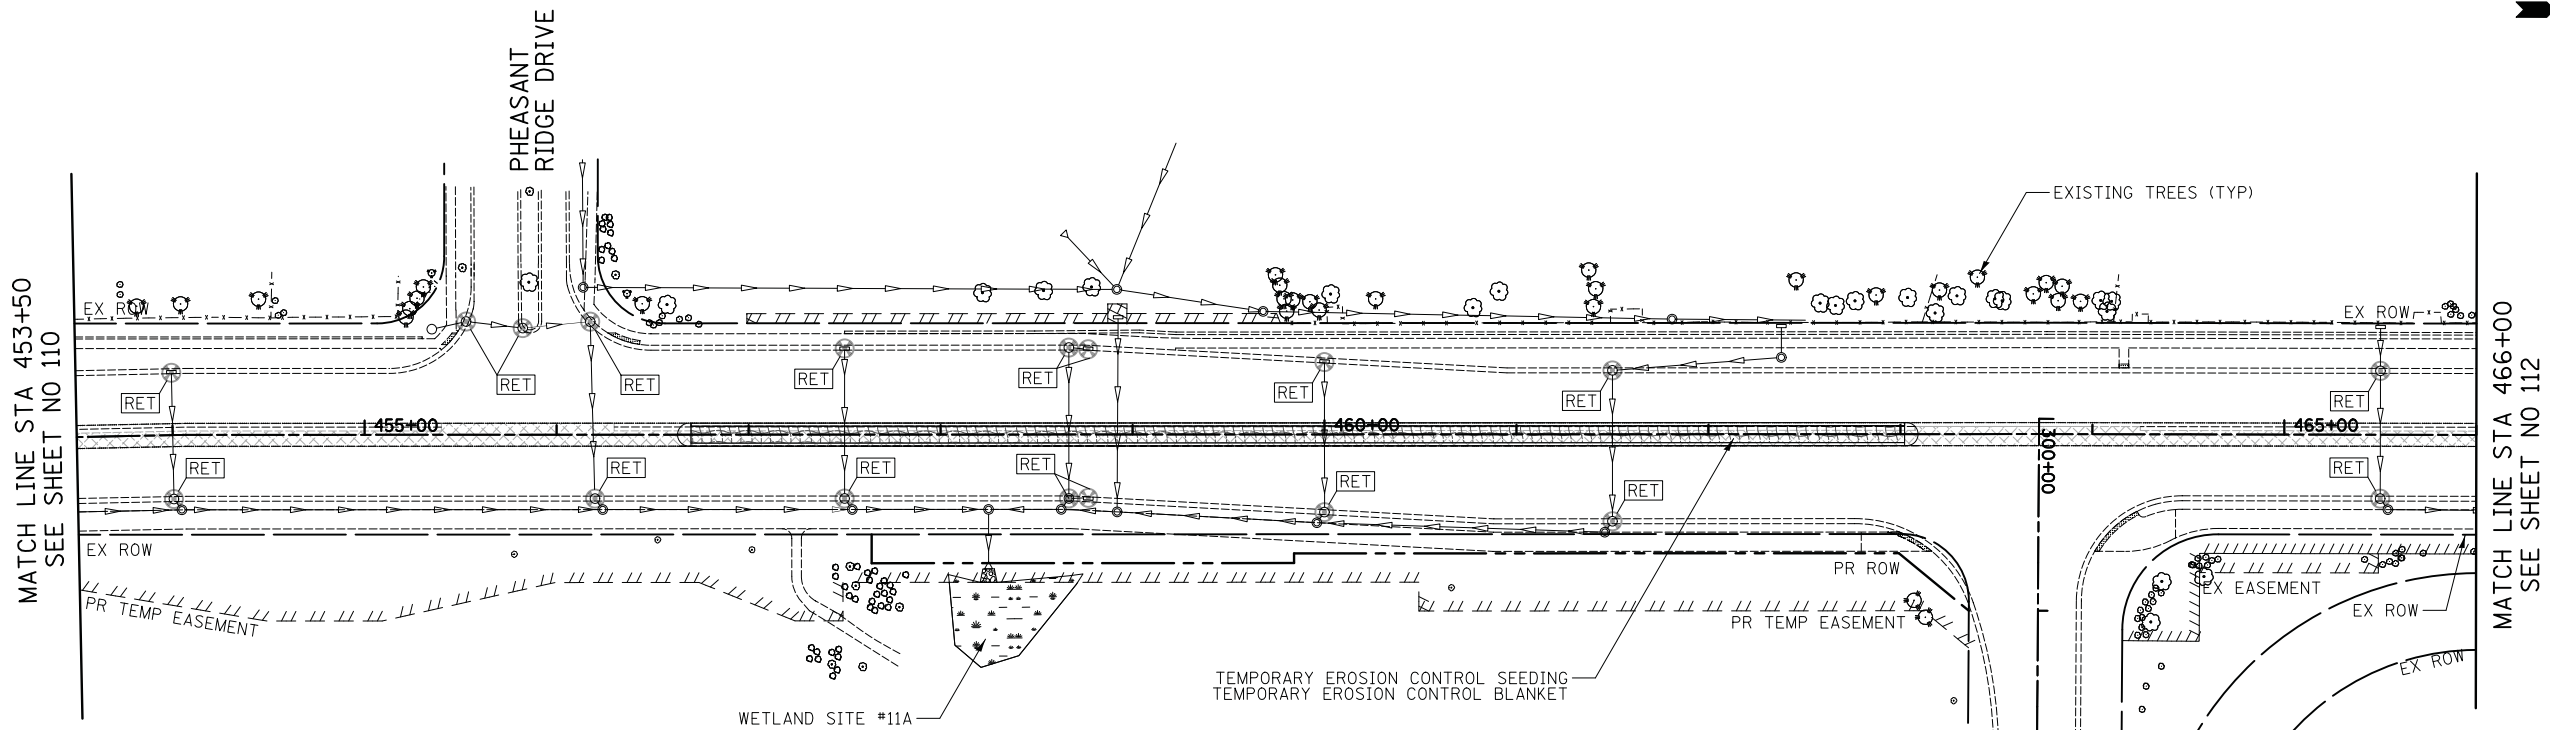 PHEASANT
RIDGE DRIVE
EXISTING TREES (TYP)
MATCH LINE STA 453+50
SEE SHEET NO 110
EX ROW
EX ROW
MATCH LINE STA 466+00
SEE SHEET NO 112
RET
RET
RET
RET
RET
RET
RET
RET
455+00
460+00
465+00
300+00
RET
RET
RET
RET
RET
RET
RET
EX ROW
PR ROW
PR TEMP EASEMENT
EX EASEMENT
EX ROW
PR TEMP EASEMENT
EX ROW
TEMPORARY EROSION CONTROL SEEDING
TEMPORARY EROSION CONTROL BLANKET
WETLAND SITE #11A